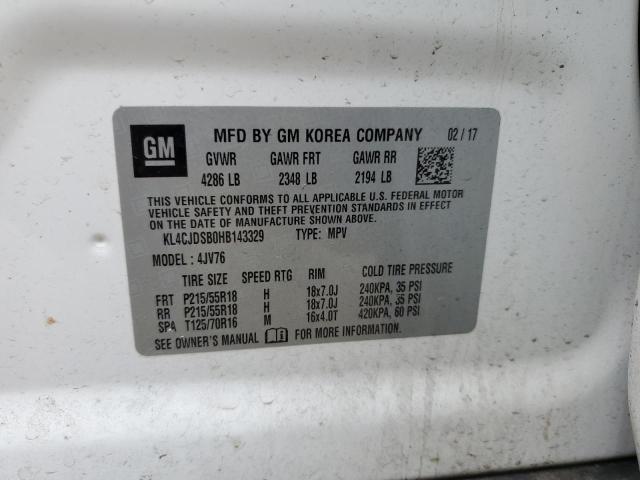 GM MFD BY GM KOREA COMPANY 02/17
GVWR GAWR FRT GAWR RR
4286 LB 2348 LB 2194 LB
THIS VEHICLE CONFORMS TO ALL APPLICABLE U.S. FEDERAL MOTOR
VEHICLE SAFETY AND THEFT PREVENTION STANDARDS IN EFFECT
ON THE DATE OF MANUFACTURE SHOWN ABOVE.
KL4CJDSB0HB143329 TYPE: MPV
MODEL: 4JV76
TIRE SIZE SPEED RTG RIM COLD TIRE PRESSURE
FRT P215/55R18 H 18x7.0J 240KPA, 35 PSI
RR P215/55R18 H 18x7.0J 240KPA, 35 PSI
SPA T125/70R16 M 16x4.0T 420KPA, 60 PSI
SEE OWNER'S MANUAL FOR MORE INFORMATION.